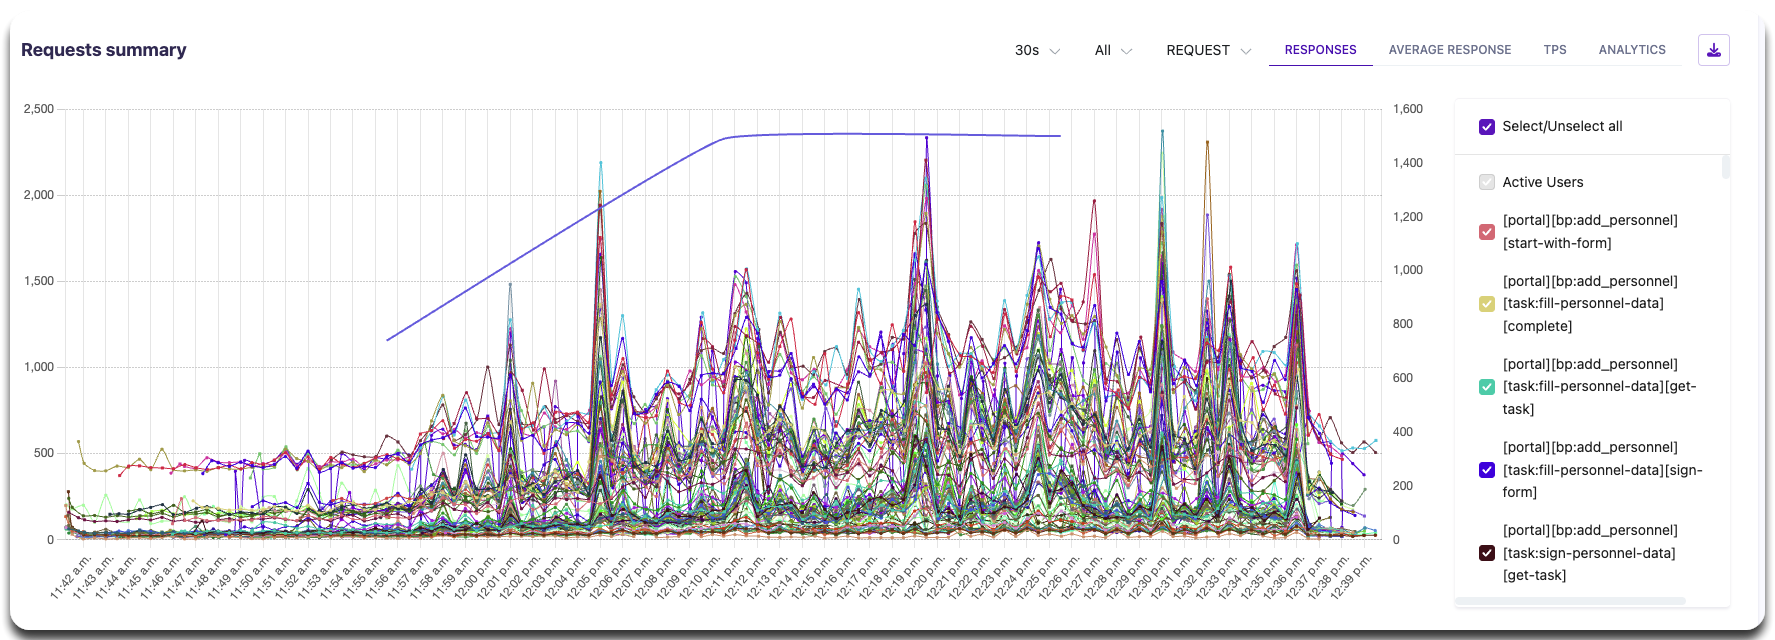 Requests summary
30s
All
REQUEST
RESPONSES
AVERAGE RESPONSE
TPS
ANALYTICS
2,500
2,000
1,500
1,000
500
0
1,600
1,400
1,200
1,000
800
600
400
200
0
11:42 a.m.
11:43 a.m.
11:44 a.m.
11:45 a.m.
11:46 a.m.
11:47 a.m.
11:48 a.m.
11:49 a.m.
11:50 a.m.
11:51 a.m.
11:52 a.m.
11:53 a.m.
11:54 a.m.
11:55 a.m.
11:56 a.m.
11:57 a.m.
11:58 a.m.
11:59 a.m.
12:00 p.m.
12:01 p.m.
12:02 p.m.
12:03 p.m.
12:04 p.m.
12:05 p.m.
12:06 p.m.
12:07 p.m.
12:08 p.m.
12:09 p.m.
12:10 p.m.
12:11 p.m.
12:12 p.m.
12:13 p.m.
12:14 p.m.
12:15 p.m.
12:16 p.m.
12:17 p.m.
12:18 p.m.
12:19 p.m.
12:20 p.m.
12:21 p.m.
12:22 p.m.
12:23 p.m.
12:24 p.m.
12:25 p.m.
12:26 p.m.
12:27 p.m.
12:28 p.m.
12:29 p.m.
12:30 p.m.
12:31 p.m.
12:32 p.m.
12:33 p.m.
12:34 p.m.
12:35 p.m.
12:36 p.m.
12:37 p.m.
12:38 p.m.
12:39 p.m.
Select/Unselect all
Active Users
[portal][bp:add_personnel]
[start-with-form]
[portal][bp:add_personnel]
[task:fill-personnel-data]
[complete]
[portal][bp:add_personnel]
[task:fill-personnel-data][get-
task]
[portal][bp:add_personnel]
[task:fill-personnel-data][sign-
form]
[portal][bp:add_personnel]
[task:sign-personnel-data]
[get-task]